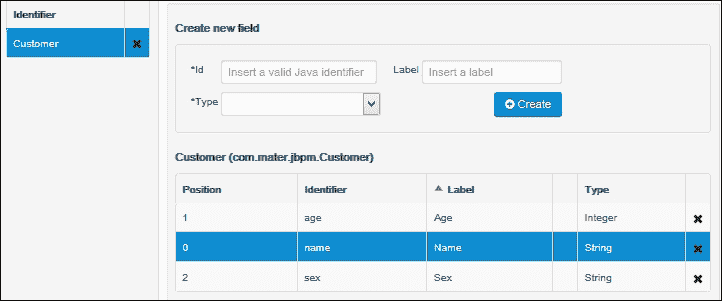 Identifier
Customer
Create new field
*Id Insert a valid Java identifier Label Insert a label
*Type Create
Customer (com.mater.jbpm.Customer)
Position Identifier Label Type
1 age Age Integer
0 name Name String
2 sex Sex String